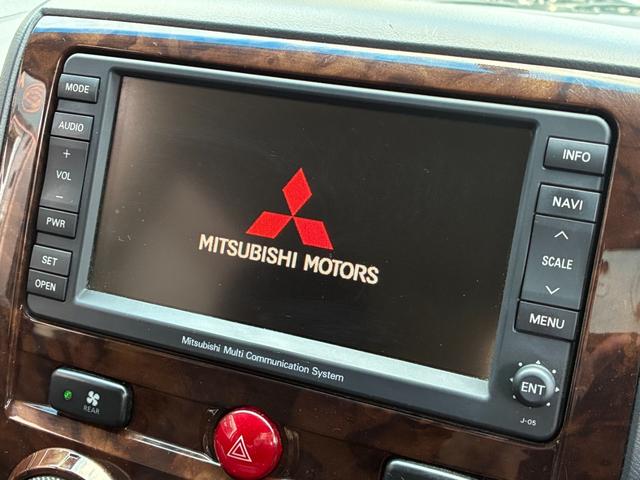 MODE
AUDIO
+
VOL
−
PWR
SET
OPEN
MITSUBISHI MOTORS
INFO
NAVI
SCALE
MENU
ENT
J-05
Mitsubishi Multi Communication System
REAR